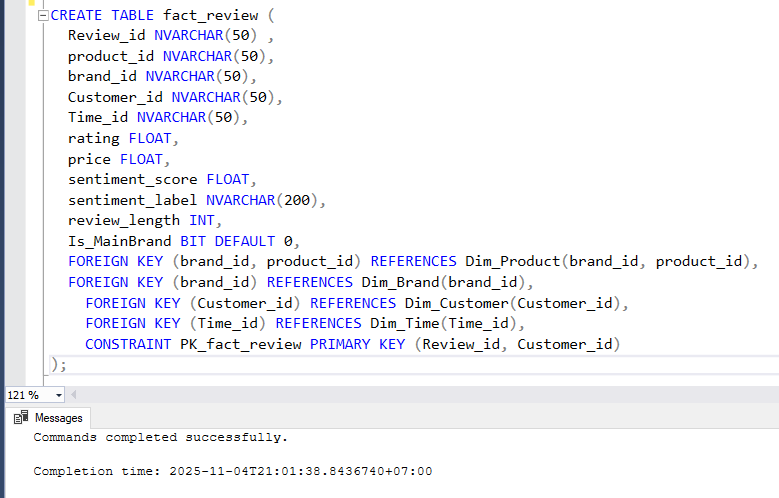 CREATE TABLE fact_review (
Review_id NVARCHAR(50) ,
product_id NVARCHAR(50),
brand_id NVARCHAR(50),
Customer_id NVARCHAR(50),
Time_id NVARCHAR(50),
rating FLOAT,
price FLOAT,
sentiment_score FLOAT,
sentiment_label NVARCHAR(200),
review_length INT,
Is_MainBrand BIT DEFAULT 0,
FOREIGN KEY (brand_id, product_id) REFERENCES Dim_Product(brand_id, product_id),
FOREIGN KEY (brand_id) REFERENCES Dim_Brand(brand_id),
FOREIGN KEY (Customer_id) REFERENCES Dim_Customer(Customer_id),
FOREIGN KEY (Time_id) REFERENCES Dim_Time(Time_id),
CONSTRAINT PK_fact_review PRIMARY KEY (Review_id, Customer_id)
);
121 %
Messages
Commands completed successfully.
Completion time: 2025-11-04T21:01:38.8436740+07:00